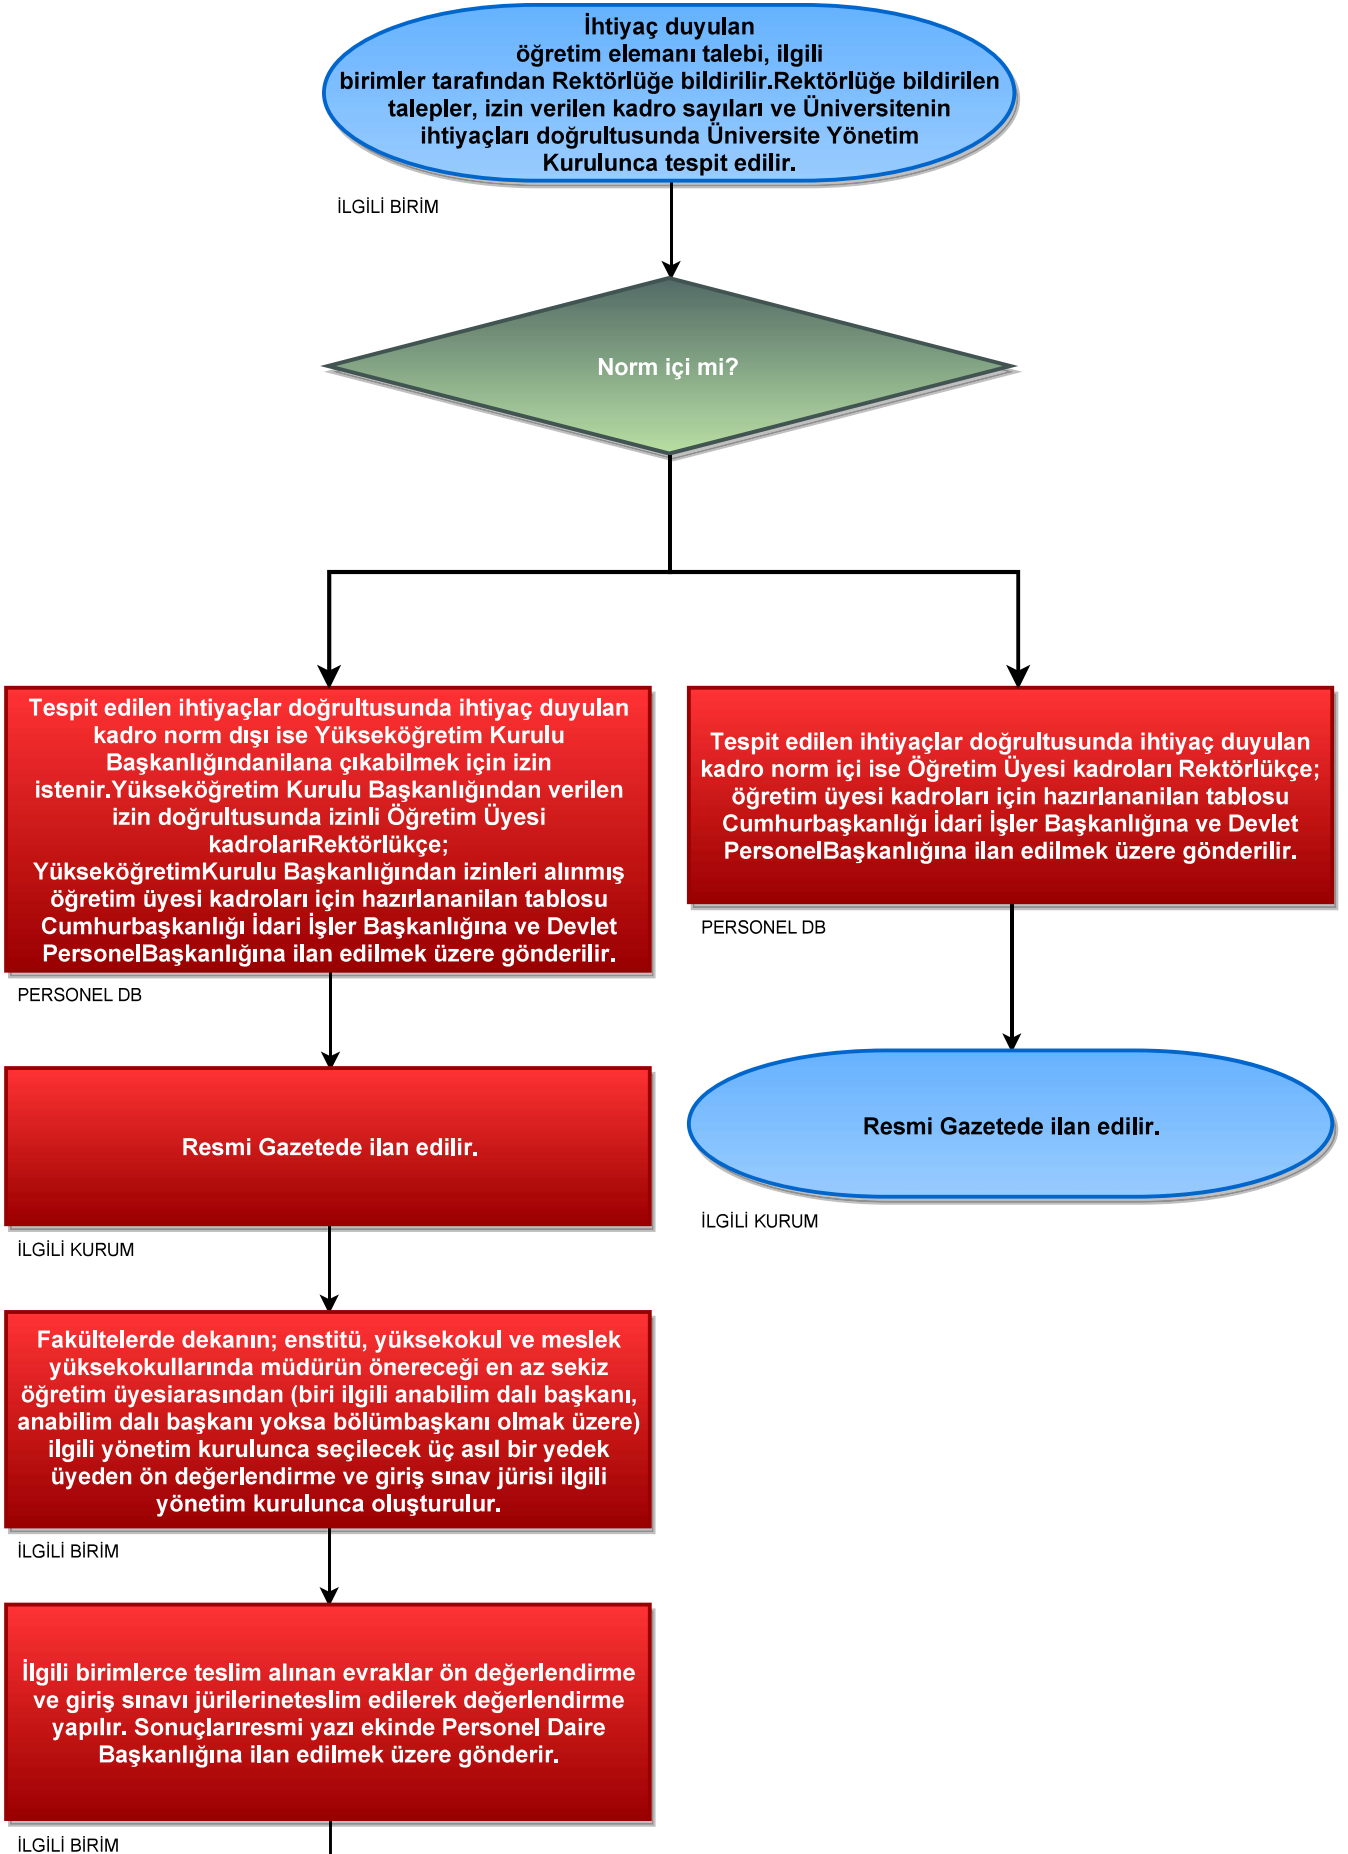 İhtiyaç duyulan
öğretim elemanı talebi, ilgili
birimler tarafından Rektörlüğe bildirilir.Rektörlüğe bildirilen
talepler, izin verilen kadro sayıları ve Üniversitenin
ihtiyaçları doğrultusunda Üniversite Yönetim
Kurulunca tespit edilir.
İLGİLİ BİRİM
Norm içi mi?
Tespit edilen ihtiyaçlar doğrultusunda ihtiyaç duyulan
kadro norm dışı ise Yükseköğretim Kurulu
Başkanlığındanilana çıkabilmek için izin
istenir.Yükseköğretim Kurulu Başkanlığından verilen
izin doğrultusunda izinli Öğretim Üyesi
kadrolarıRektörlükçe;
YükseköğretimKurulu Başkanlığından izinleri alınmış
öğretim üyesi kadroları için hazırlananilan tablosu
Cumhurbaşkanlığı İdari İşler Başkanlığına ve Devlet
PersonelBaşkanlığına ilan edilmek üzere gönderilir.
PERSONEL DB
Tespit edilen ihtiyaçlar doğrultusunda ihtiyaç duyulan
kadro norm içi ise Öğretim Üyesi kadroları Rektörlükçe;
öğretim üyesi kadroları için hazırlananilan tablosu
Cumhurbaşkanlığı İdari İşler Başkanlığına ve Devlet
PersonelBaşkanlığına ilan edilmek üzere gönderilir.
PERSONEL DB
Resmi Gazetede ilan edilir.
İLGİLİ KURUM
Resmi Gazetede ilan edilir.
İLGİLİ KURUM
Fakültelerde dekanın; enstitü, yüksekokul ve meslek
yüksekokullarında müdürün önereceği en az sekiz
öğretim üyesiarasından (biri ilgili anabilim dalı başkanı,
anabilim dalı başkanı yoksa bölümbaşkanı olmak üzere)
ilgili yönetim kurulunca seçilecek üç asıl bir yedek
üyeden ön değerlendirme ve giriş sınav jürisi ilgili
yönetim kurulunca oluşturulur.
İLGİLİ BİRİM
İlgili birimlerce teslim alınan evraklar ön değerlendirme
ve giriş sınavı jürilerineteslim edilerek değerlendirme
yapılır. Sonuçlarıresmi yazı ekinde Personel Daire
Başkanlığına ilan edilmek üzere gönderir.
İLGİLİ BİRİM